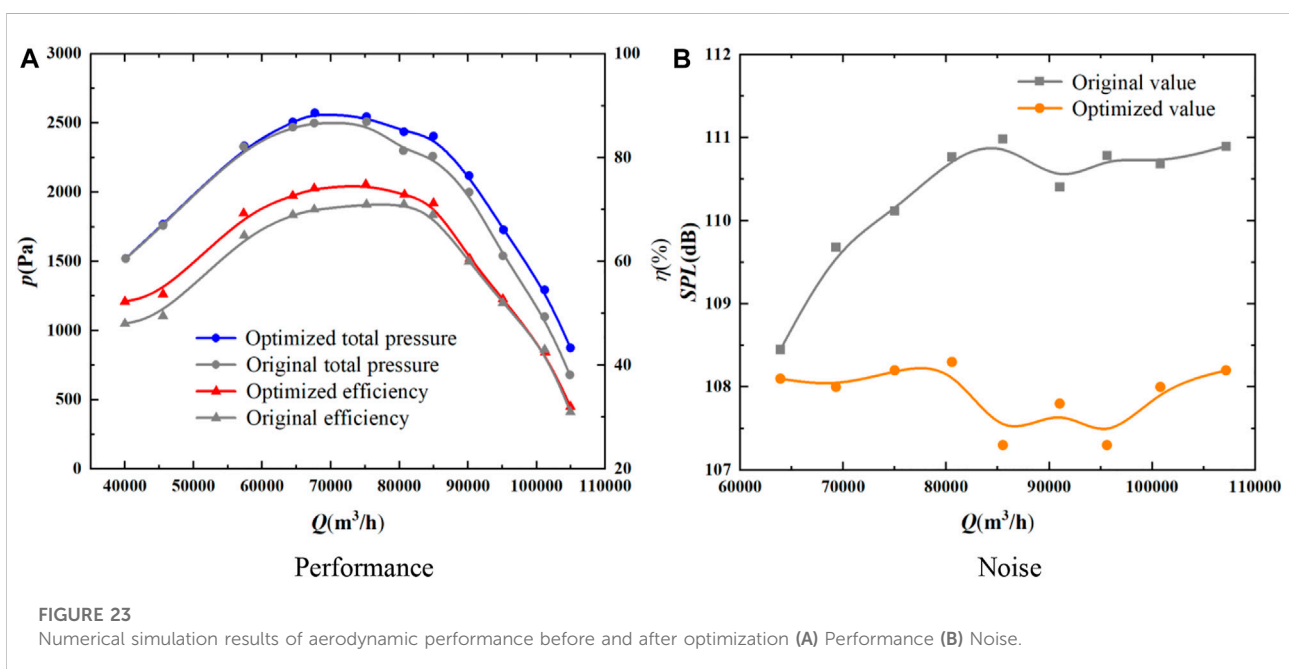 A
3000
2500
2000
1500
1000
500
0
p(Pa)
100
80
60
40
20
η(%)
Optimized total pressure
Original total pressure
Optimized efficiency
Original efficiency
40000 50000 60000 70000 80000 90000 100000 110000
Q(m³/h)
Performance
B
112
111
110
109
108
107
SPL(dB)
Original value
Optimized value
60000 70000 80000 90000 100000 110000
Q(m³/h)
Noise
FIGURE 23
Numerical simulation results of aerodynamic performance before and after optimization (A) Performance (B) Noise.